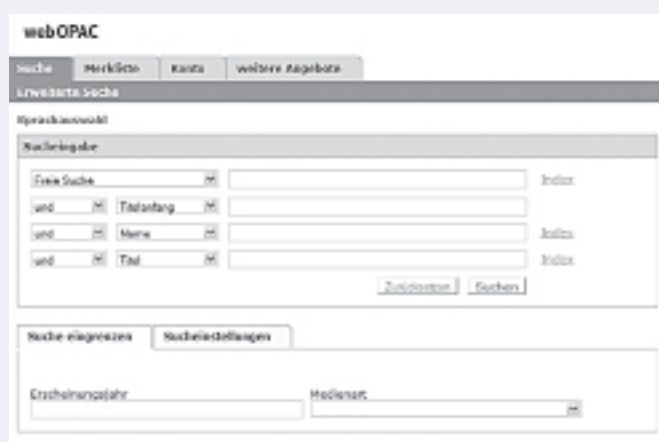 webOPAC
Suche Merkliste Konto weitere Angebote
Erweiterte Suche
Sprachauswahl
Sucheingabe
Freie Suche Index
und Titelanfang
und Name Index
und Titel Index
Zurücksetzen Suchen
Suche eingrenzen Sucheinstellungen
Erscheinungsjahr Medienart